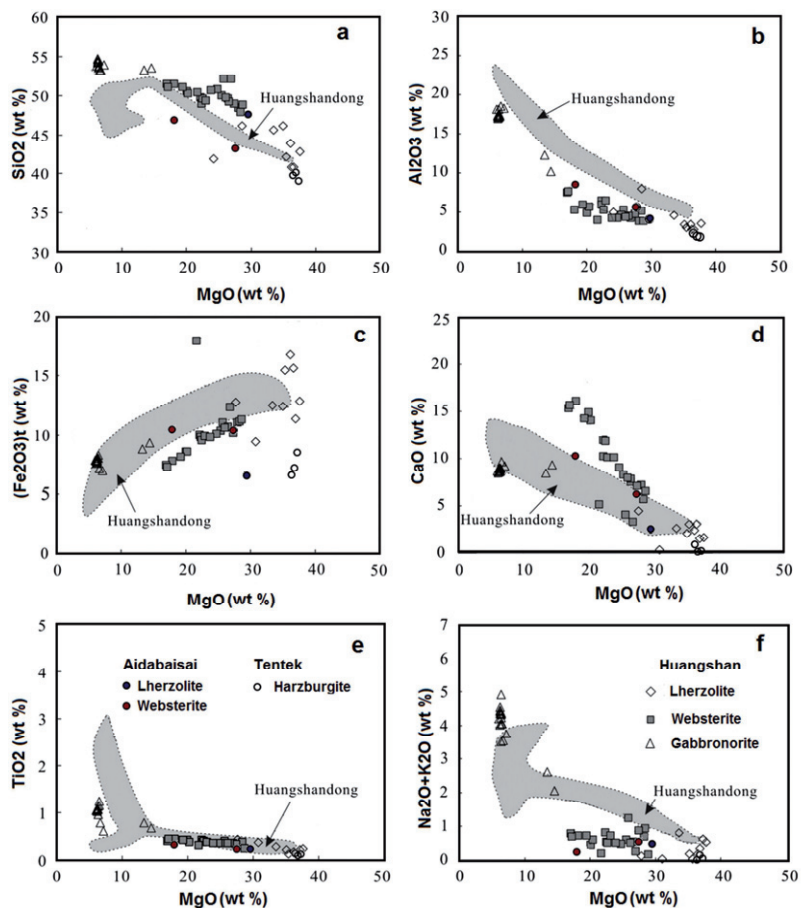 a
60
55
50
45
40
35
30
SiO2 (wt %)
Huangshandong
0 10 20 30 40 50
MgO (wt %)
b
30
25
20
15
10
5
0
Al2O3 (wt %)
Huangshandong
0 10 20 30 40 50
MgO (wt %)
c
20
15
10
5
0
(Fe2O3)t (wt %)
Huangshandong
0 10 20 30 40 50
MgO (wt %)
d
25
20
15
10
5
0
CaO (wt %)
Huangshandong
0 10 20 30 40 50
MgO (wt %)
e
5
4
3
2
1
0
TiO2 (wt %)
Aidabaisai
Lherzolite
Websterite
Tentek
Harzburgite
Huangshandong
0 10 20 30 40 50
MgO (wt %)
f
7
6
5
4
3
2
1
0
Na2O+K2O (wt %)
Huangshan
Lherzolite
Websterite
Gabbronorite
Huangshandong
0 10 20 30 40 50
MgO (wt %)